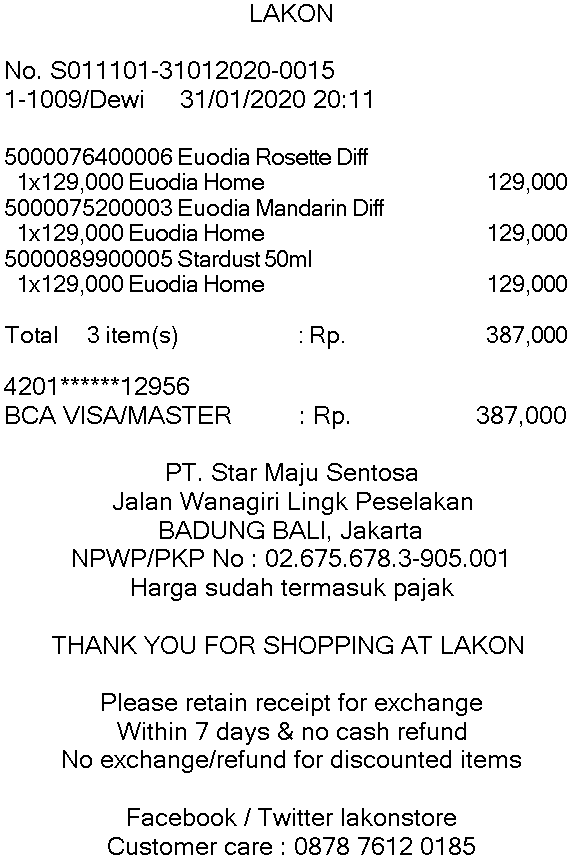 LAKON
No. S011101-31012020-0015
1-1009/Dewi 31/01/2020 20:11
5000076400006 Euodia Rosette Diff
1x129,000 Euodia Home 129,000
5000075200003 Euodia Mandarin Diff
1x129,000 Euodia Home 129,000
5000089900005 Stardust 50ml
1x129,000 Euodia Home 129,000
Total 3 item(s) : Rp. 387,000
4201******12956
BCA VISA/MASTER : Rp. 387,000
PT. Star Maju Sentosa
Jalan Wanagiri Lingk Peselakan
BADUNG BALI, Jakarta
NPWP/PKP No : 02.675.678.3-905.001
Harga sudah termasuk pajak
THANK YOU FOR SHOPPING AT LAKON
Please retain receipt for exchange
Within 7 days & no cash refund
No exchange/refund for discounted items
Facebook / Twitter lakonstore
Customer care : 0878 7612 0185